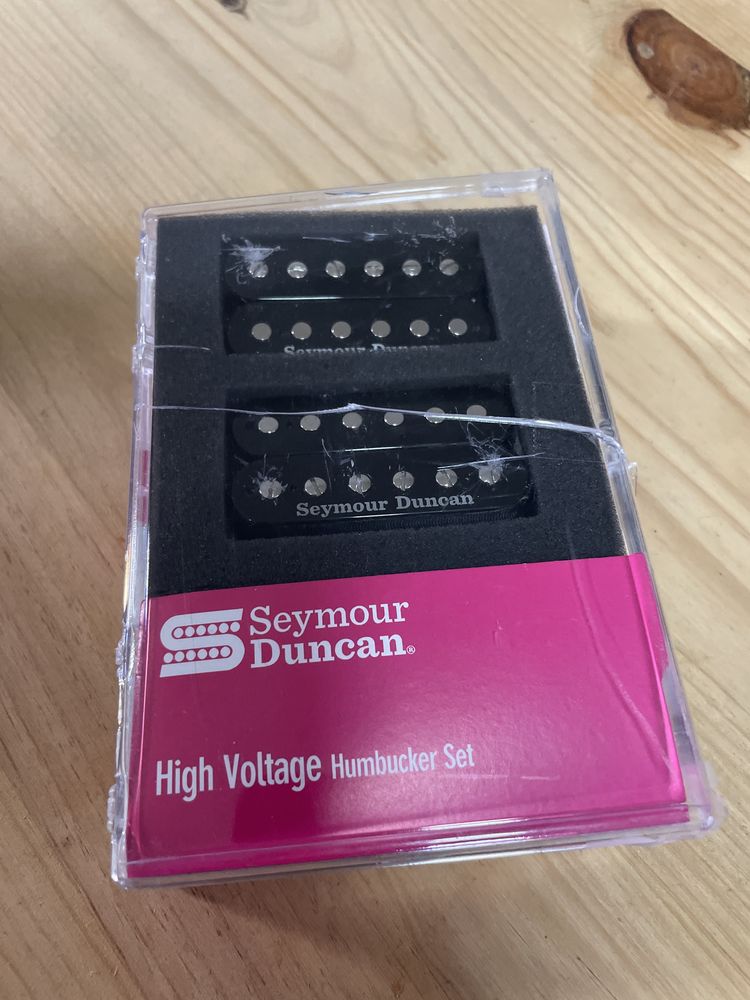 Seymour Duncan
Seymour Duncan
Seymour
Duncan®
High Voltage Humbucker Set